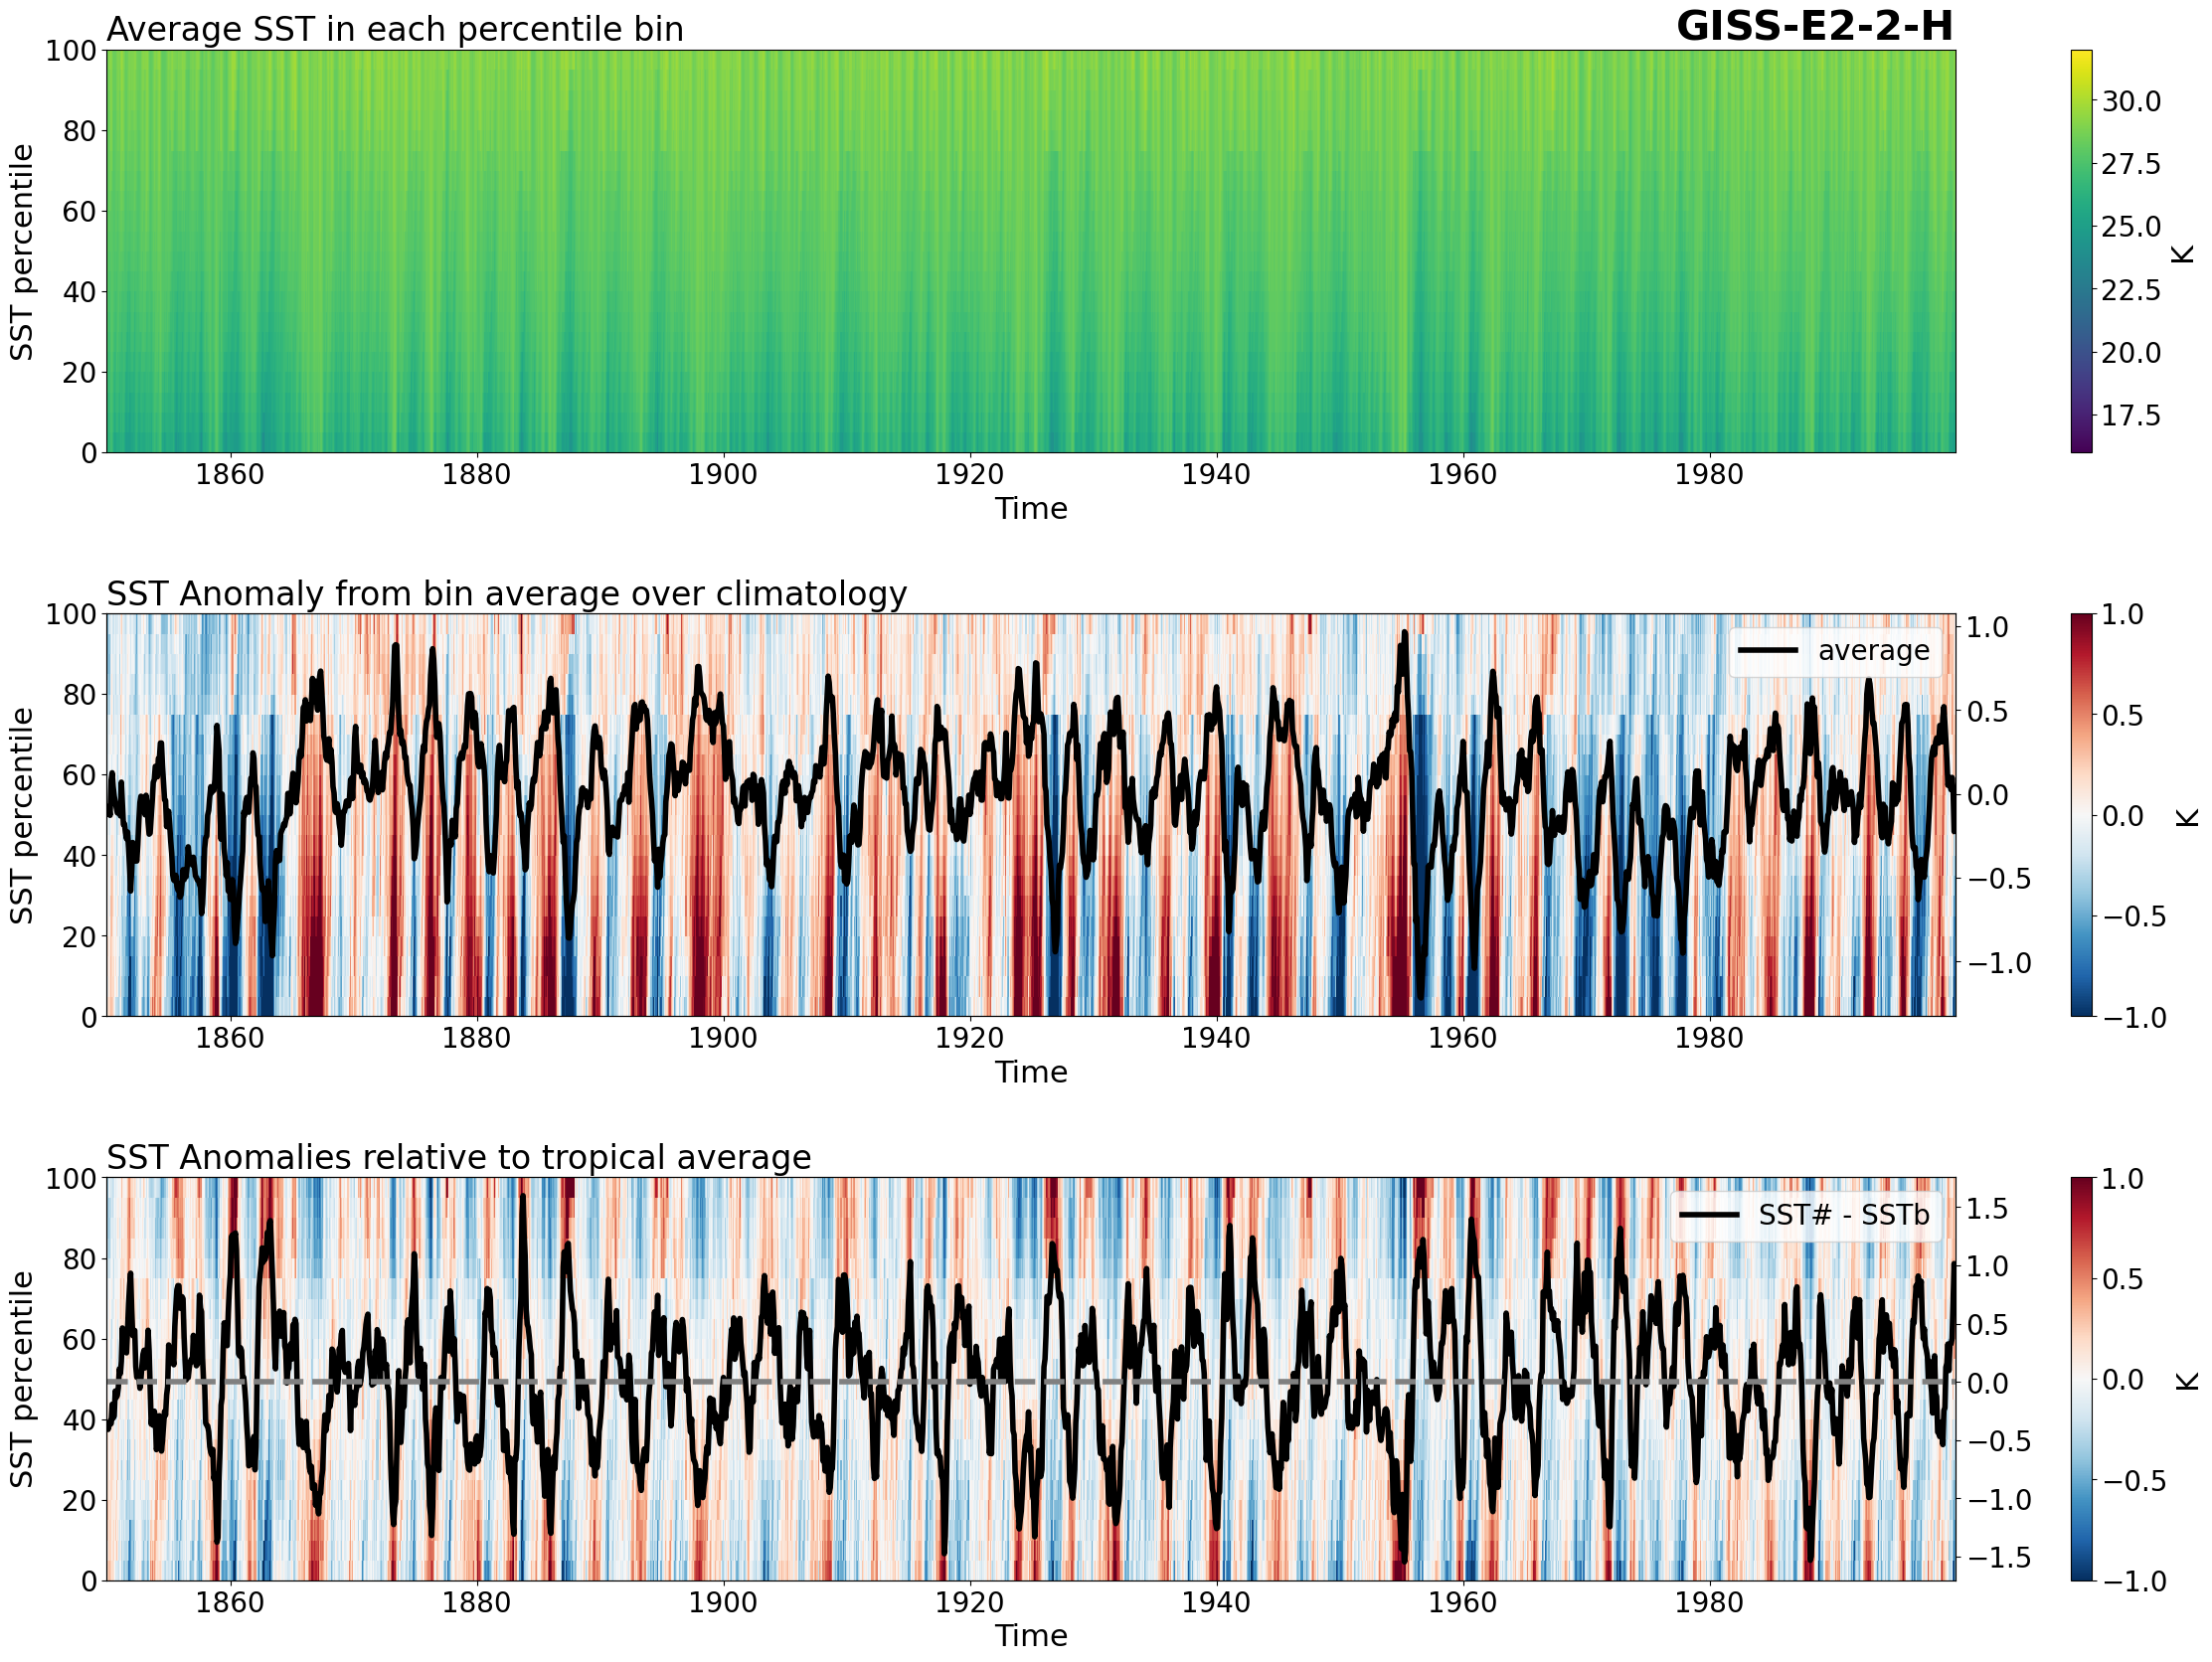 Average SST in each percentile bin
GISS-E2-2-H
100
80
60
40
20
0
SST percentile
1860 1880 1900 1920 1940 1960 1980
Time
30.0
27.5
25.0
22.5
20.0
17.5
K
SST Anomaly from bin average over climatology
100
80
60
40
20
0
SST percentile
1860 1880 1900 1920 1940 1960 1980
Time
average
1.0
0.5
0.0
−0.5
−1.0
1.0
0.5
0.0
−0.5
−1.0
K
SST Anomalies relative to tropical average
100
80
60
40
20
0
SST percentile
1860 1880 1900 1920 1940 1960 1980
Time
SST# - SSTb
1.5
1.0
0.5
0.0
−0.5
−1.0
−1.5
1.0
0.5
0.0
−0.5
−1.0
K